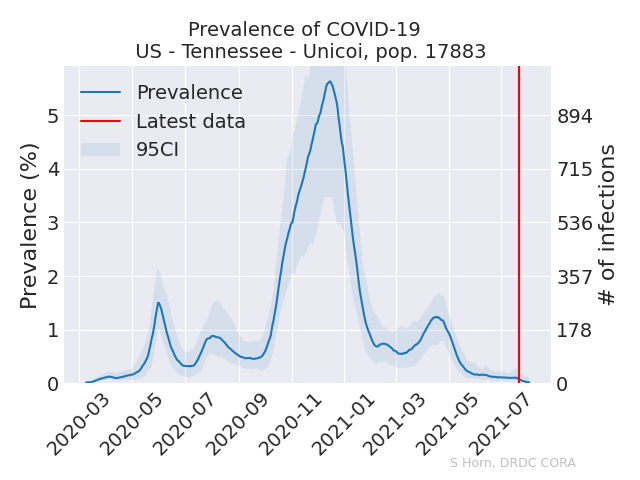 Prevalence of COVID-19
US - Tennessee - Unicoi, pop. 17883
Prevalence
Latest data
95CI
Prevalence (%)
5
4
3
2
1
0
894
715
536
357
178
0
# of infections
2020-03
2020-05
2020-07
2020-09
2020-11
2021-01
2021-03
2021-05
2021-07
S Horn, DRDC CORA